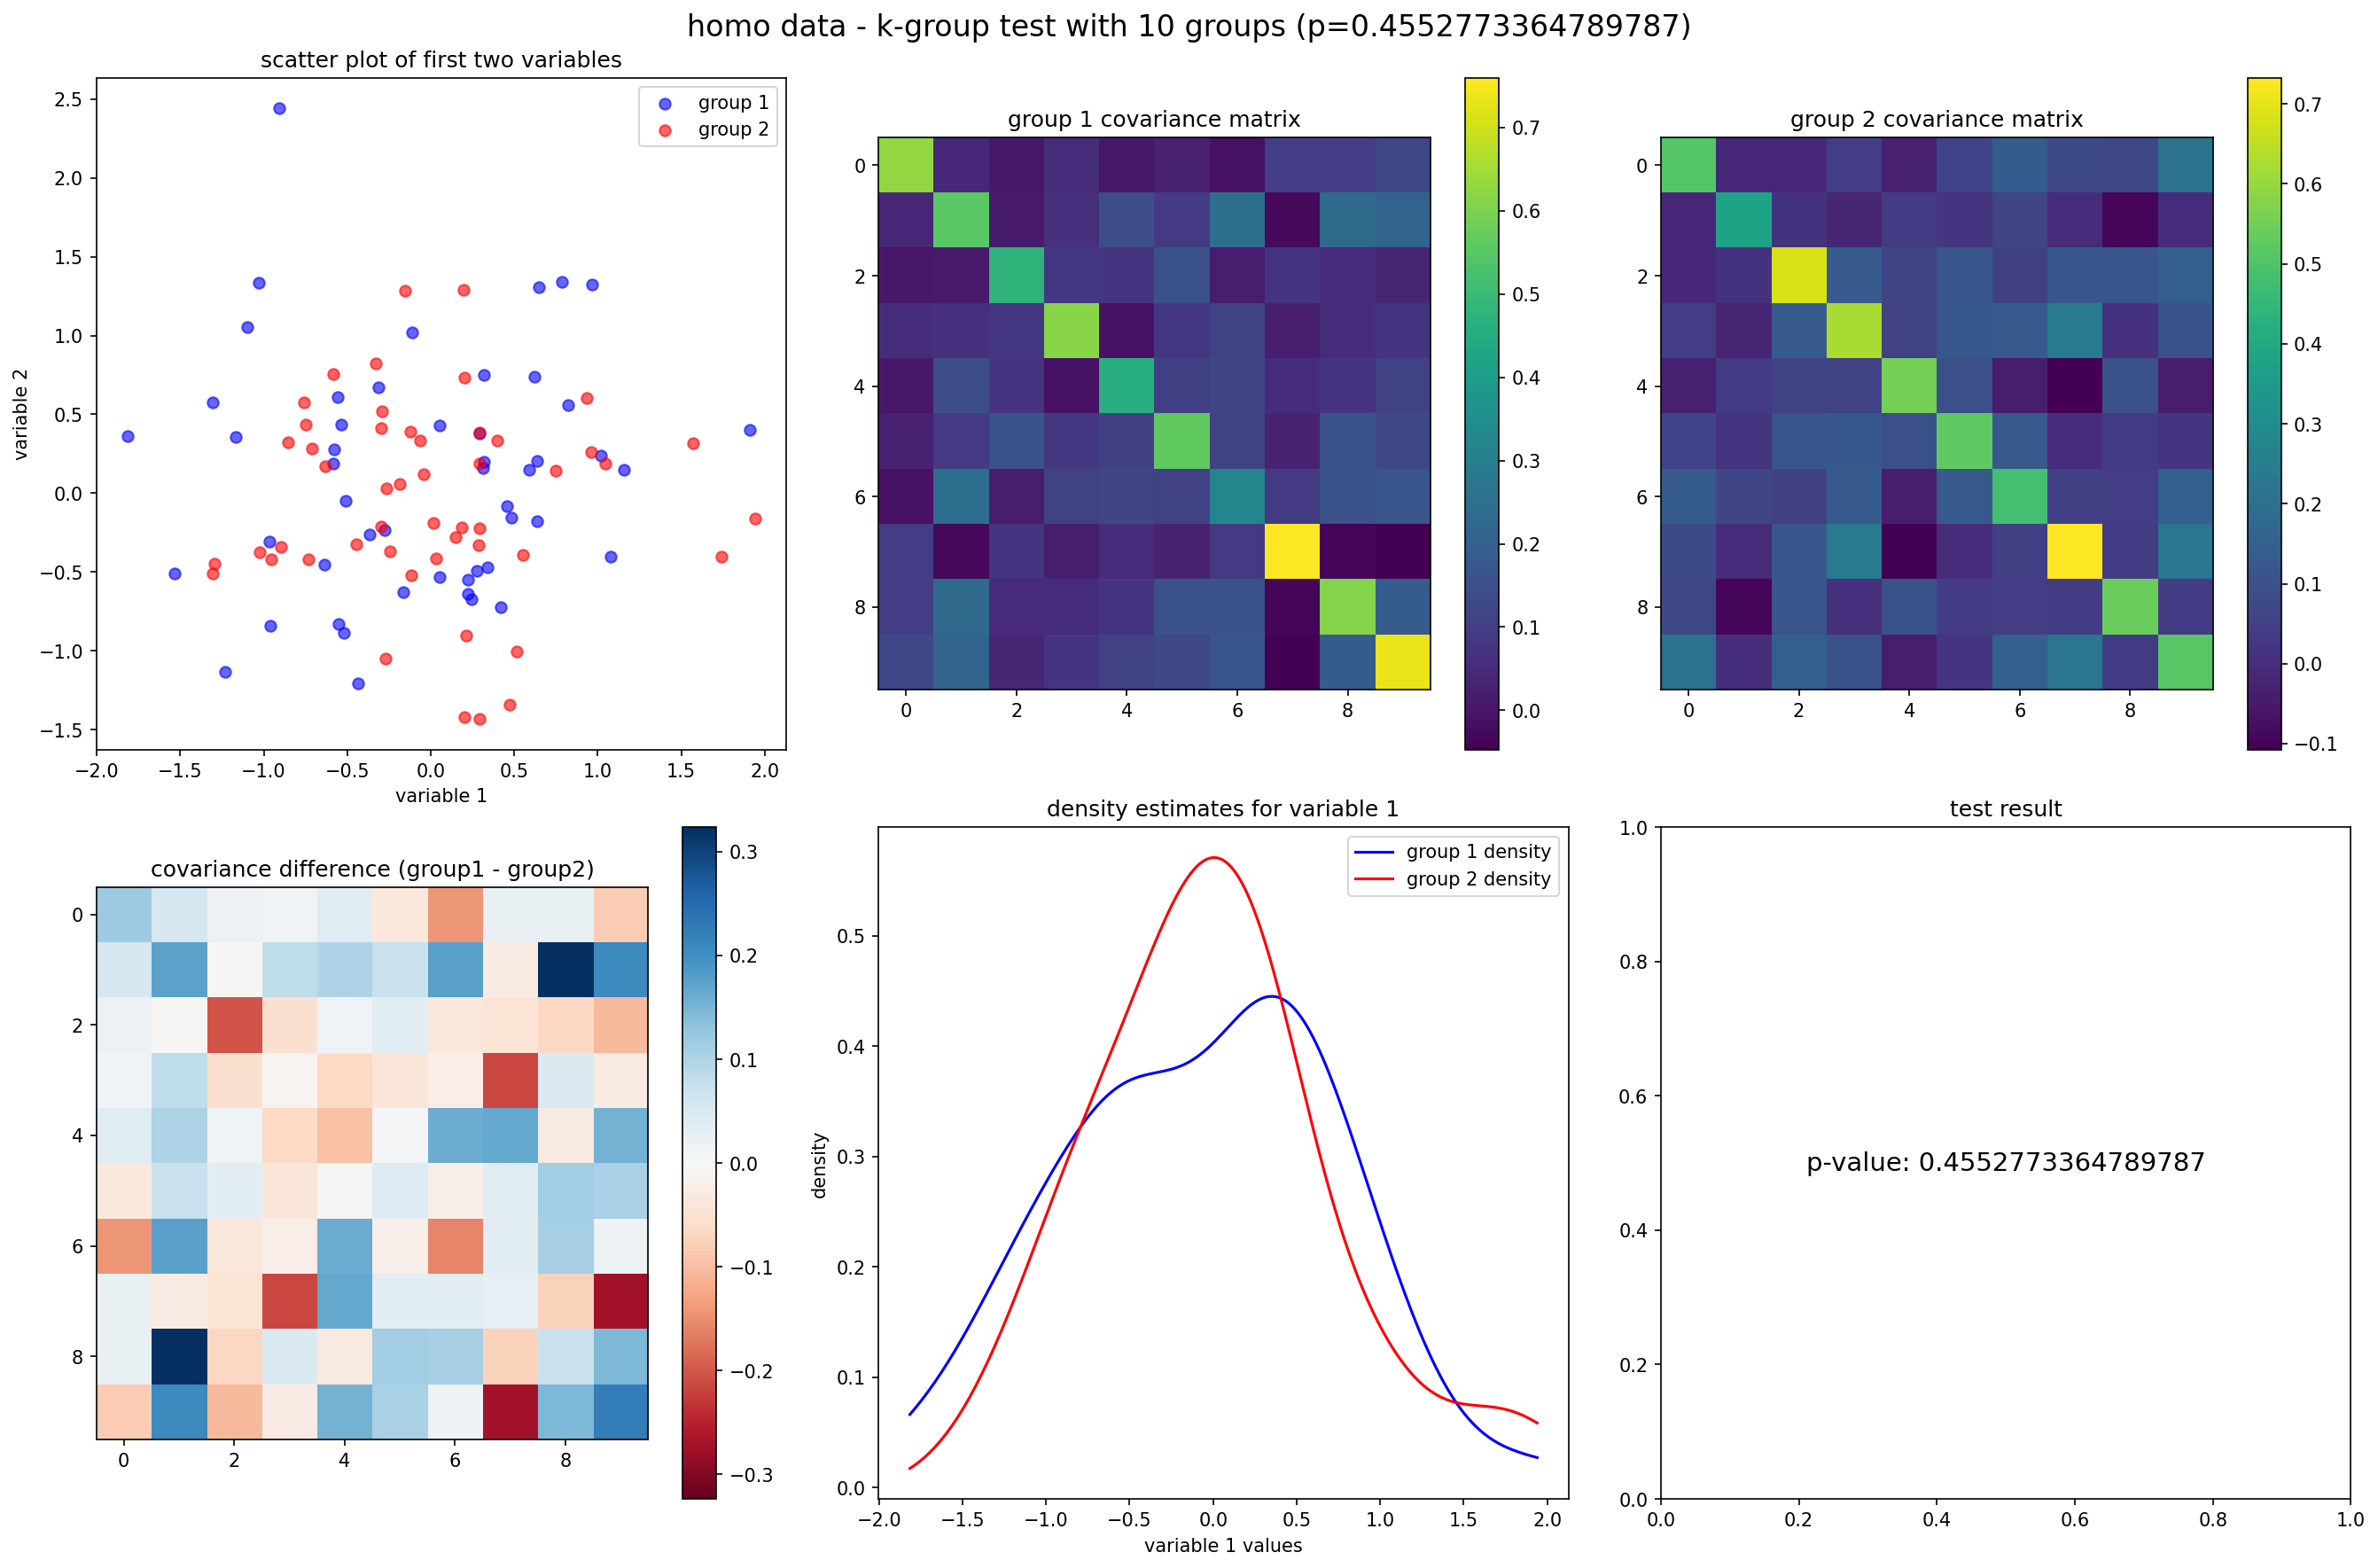 homo data - k-group test with 10 groups (p=0.4552773364789787)
scatter plot of first two variables
group 1
group 2
2.5
2.0
1.5
1.0
0.5
0.0
−0.5
−1.0
−1.5
variable 2
−2.0 −1.5 −1.0 −0.5 0.0 0.5 1.0 1.5 2.0
variable 1
group 1 covariance matrix
0
2
4
6
8
0 2 4 6 8
0.7
0.6
0.5
0.4
0.3
0.2
0.1
0.0
group 2 covariance matrix
0
2
4
6
8
0 2 4 6 8
0.7
0.6
0.5
0.4
0.3
0.2
0.1
0.0
−0.1
covariance difference (group1 - group2)
0
2
4
6
8
0 2 4 6 8
0.3
0.2
0.1
0.0
−0.1
−0.2
−0.3
density estimates for variable 1
group 1 density
group 2 density
0.5
0.4
0.3
0.2
0.1
0.0
density
−2.0 −1.5 −1.0 −0.5 0.0 0.5 1.0 1.5 2.0
variable 1 values
test result
1.0
0.8
0.6
0.4
0.2
0.0
p-value: 0.4552773364789787
0.0 0.2 0.4 0.6 0.8 1.0